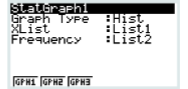 StatGraph1
Graph Type :Hist
XList :List1
Frequency :List2
GPH1 GPH2 GPH3